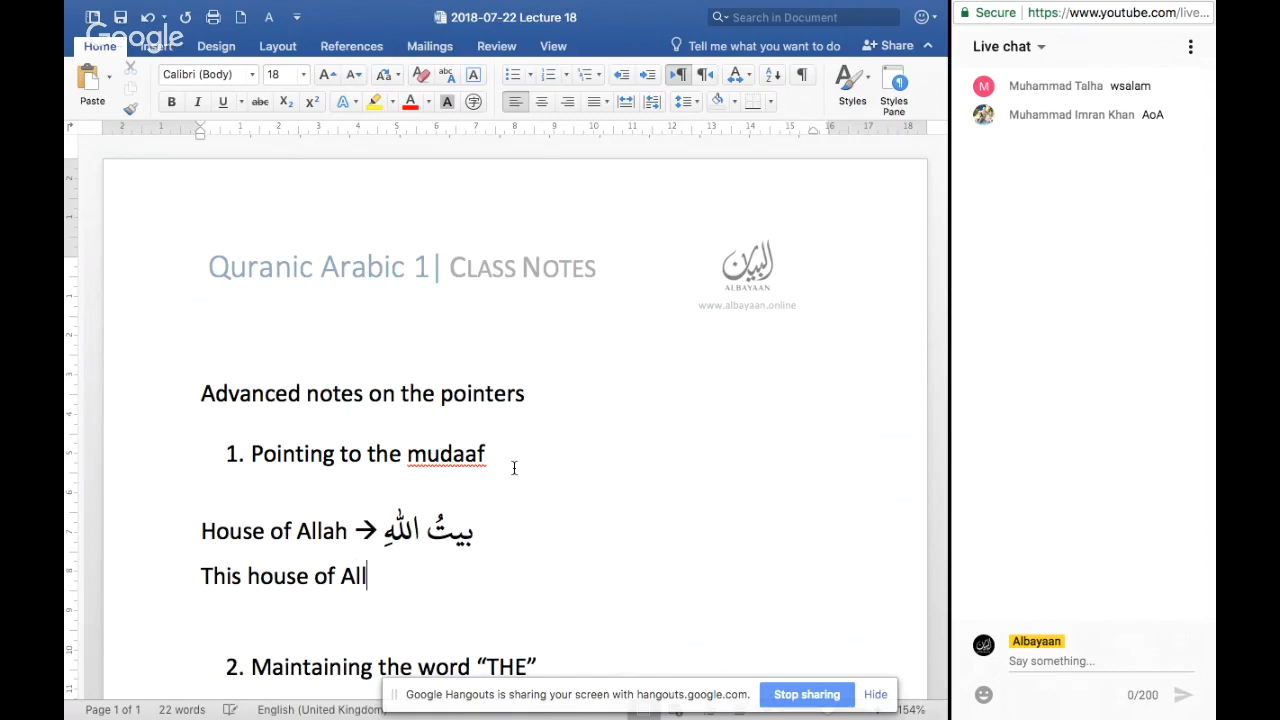 2018-07-22 Lecture 18
Search in Document
Google
Home
Insert
Design
Layout
References
Mailings
Review
View
Tell me what you want to do
Share
Paste
Calibri (Body)
18
Styles
Styles Pane
Quranic Arabic 1| CLASS NOTES
البيان
ALBAYAAN
www.albayaan.online
Advanced notes on the pointers
1. Pointing to the mudaaf
House of Allah → بيتُ اللهِ
This house of All
2. Maintaining the word “THE”
Google Hangouts is sharing your screen with hangouts.google.com.
Stop sharing
Hide
Page 1 of 1
22 words
English (United Kingdom)
154%
Secure | https://www.youtube.com/live...
Live chat
M Muhammad Talha wsalam
Muhammad Imran Khan AoA
Albayaan
Say something...
0/200